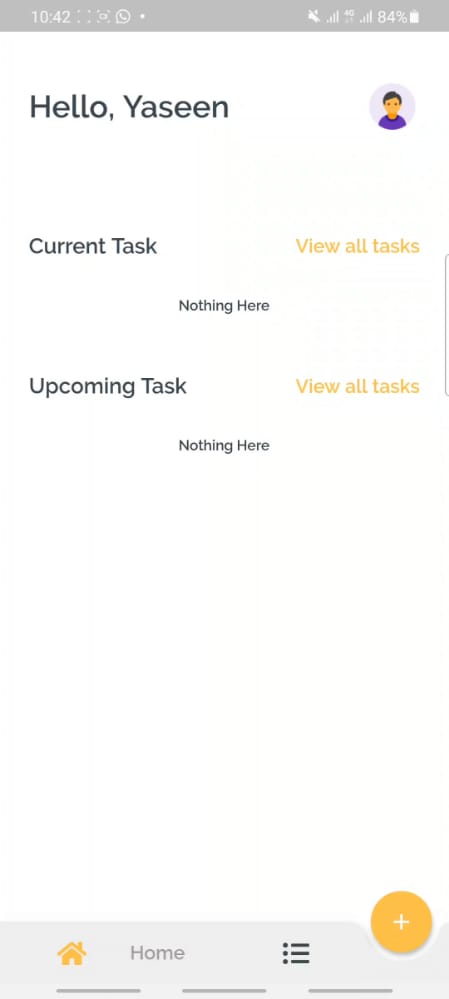 10:42
4G
84%
Hello, Yaseen
Current Task
View all tasks
Nothing Here
Upcoming Task
View all tasks
Nothing Here
+
Home